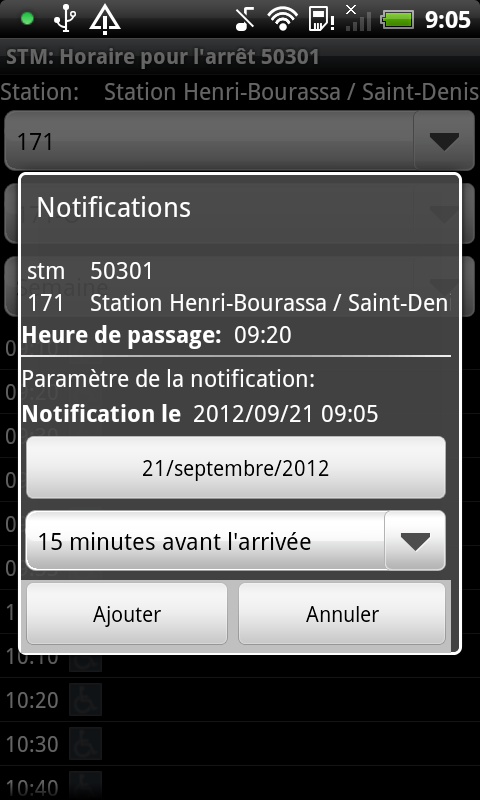 9:05
STM: Horaire pour l'arrêt 50301
Station: Station Henri-Bourassa / Saint-Denis
171
Notifications
stm 50301
171 Station Henri-Bourassa / Saint-Deni
Semaine
Heure de passage: 09:20
Paramètre de la notification:
Notification le 2012/09/21 09:05
21/septembre/2012
15 minutes avant l'arrivée
Ajouter Annuler
10:10
10:20
10:30
10:40